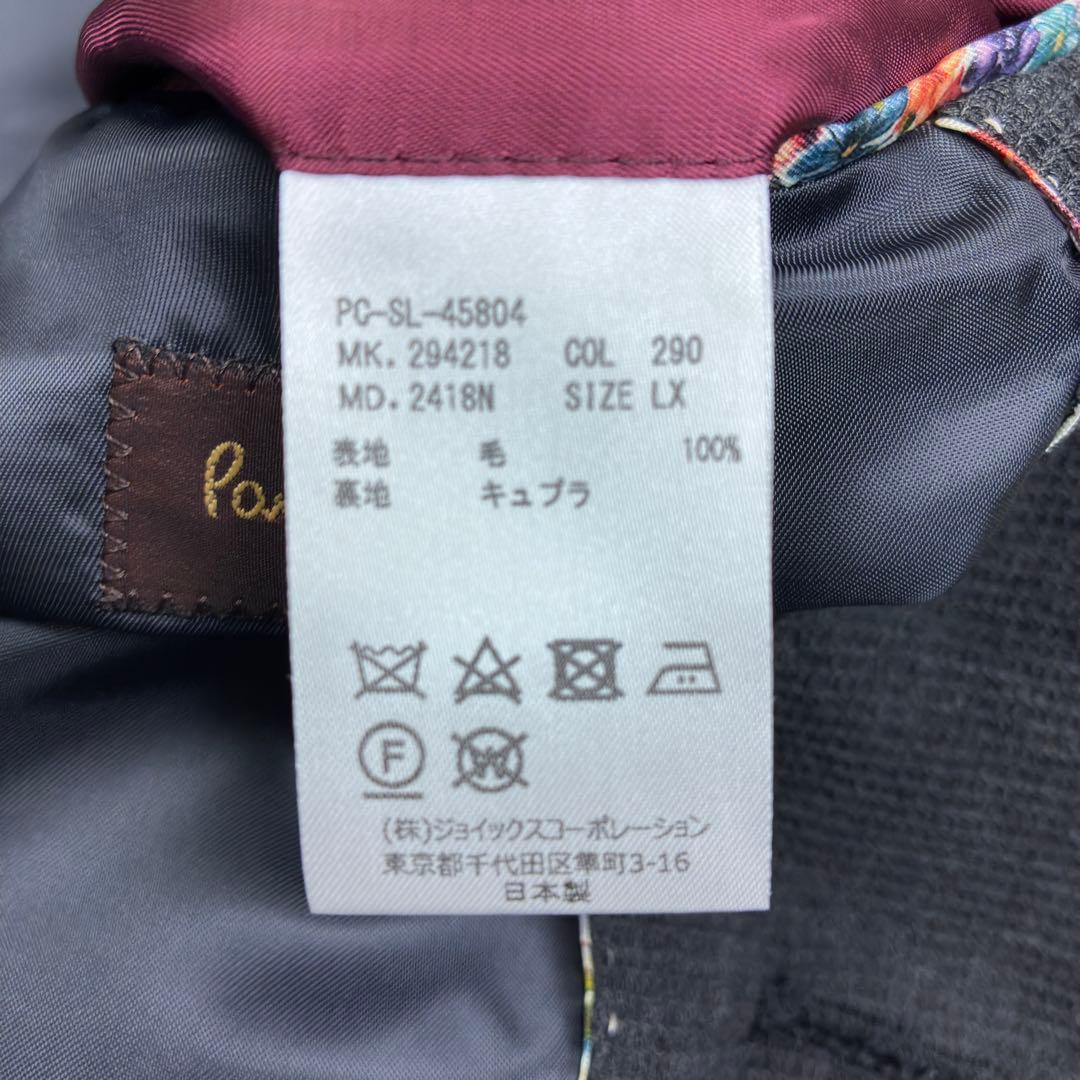 PC-SL-45804
MK. 294218 COL 290
MD. 2418N SIZE LX
表地 毛 100%
裏地 キュプラ
F
W
(株)ジョイックスコーポレーション
東京都千代田区隼町3-16
日本製